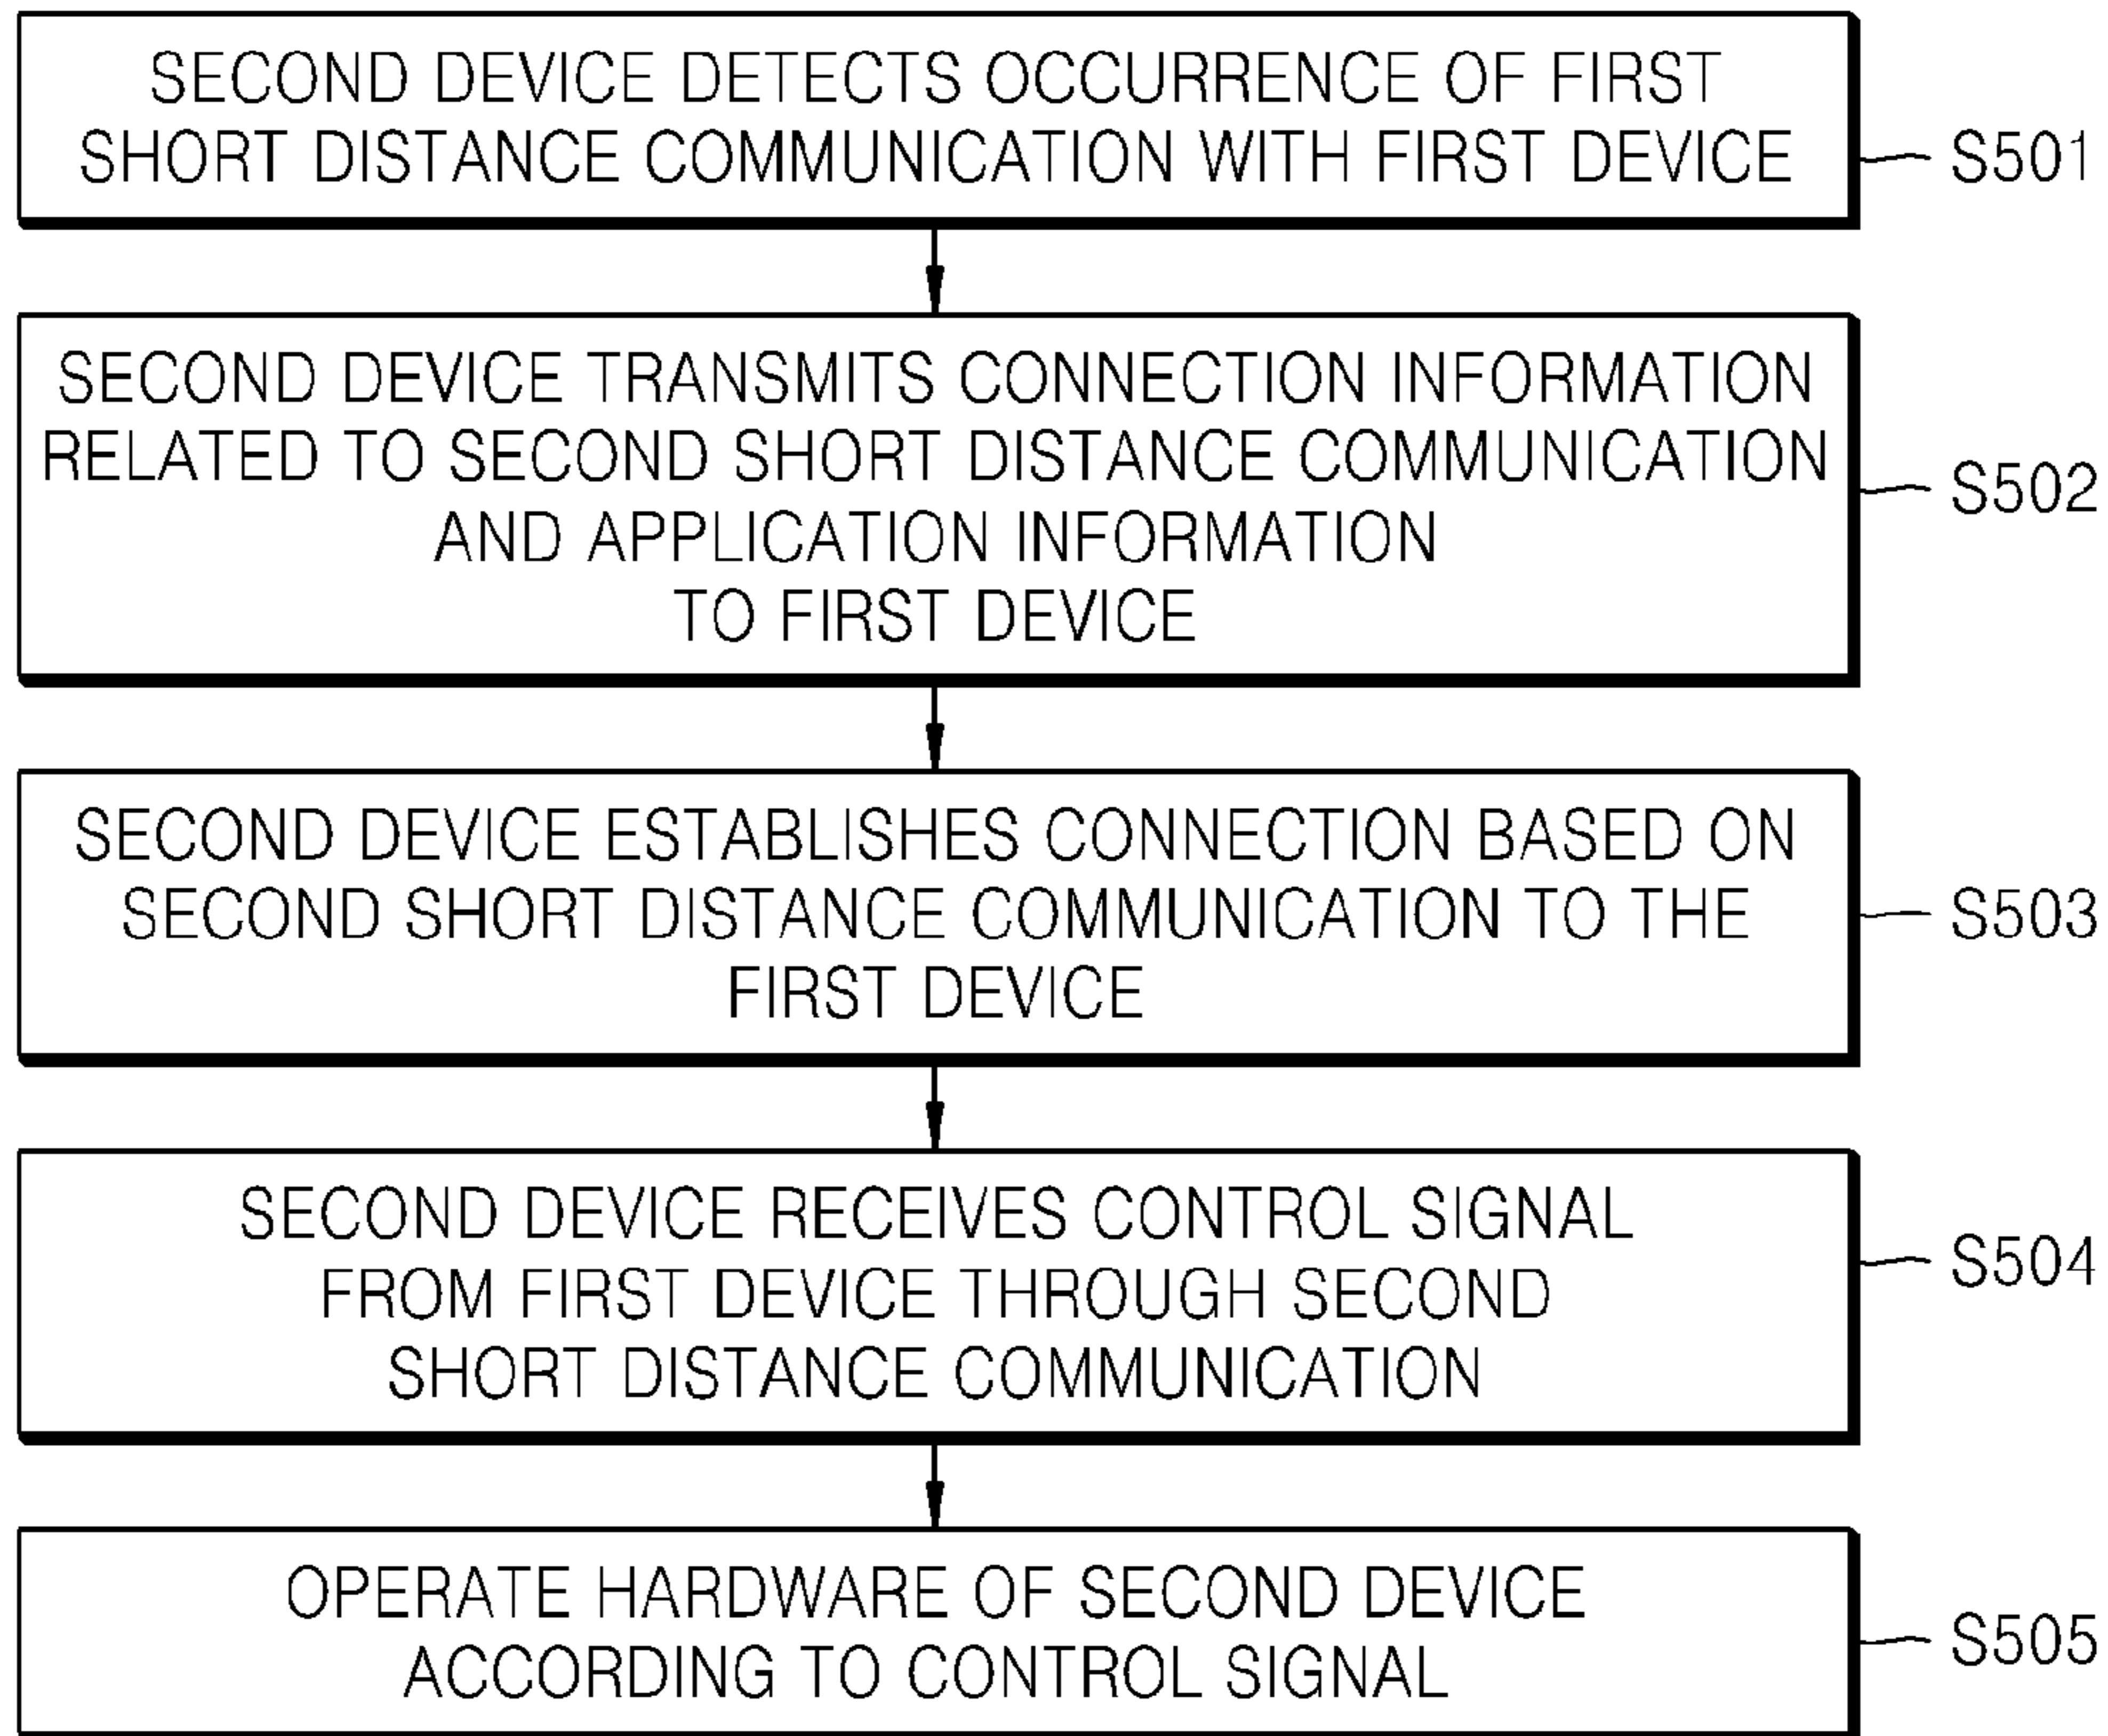 SECOND DEVICE DETECTS OCCURRENCE OF FIRST
SHORT DISTANCE COMMUNICATION WITH FIRST DEVICE
S501
SECOND DEVICE TRANSMITS CONNECTION INFORMATION
RELATED TO SECOND SHORT DISTANCE COMMUNICATION
AND APPLICATION INFORMATION
TO FIRST DEVICE
S502
SECOND DEVICE ESTABLISHES CONNECTION BASED ON
SECOND SHORT DISTANCE COMMUNICATION TO THE
FIRST DEVICE
S503
SECOND DEVICE RECEIVES CONTROL SIGNAL
FROM FIRST DEVICE THROUGH SECOND
SHORT DISTANCE COMMUNICATION
S504
OPERATE HARDWARE OF SECOND DEVICE
ACCORDING TO CONTROL SIGNAL
S505